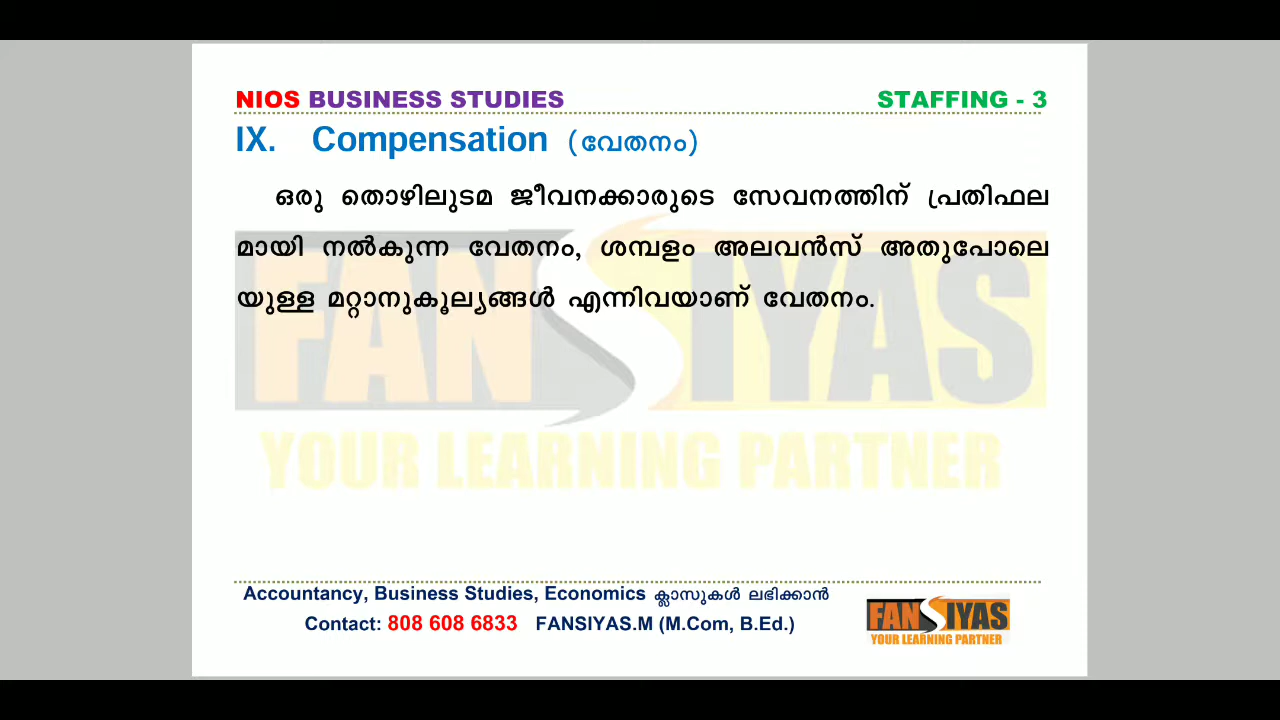 NIOS BUSINESS STUDIES STAFFING - 3
IX. Compensation (വേതനം)
ഒരു തൊഴിലുടമ ജീവനക്കാരുടെ സേവനത്തിന് പ്രതിഫല
മായി നൽകുന്ന വേതനം, ശമ്പളം അലവൻസ് അതുപോലെ
യുള്ള മറ്റാനുകൂല്യങ്ങൾ എന്നിവയാണ് വേതനം.
FANSIYAS
YOUR LEARNING PARTNER
Accountancy, Business Studies, Economics ക്ലാസുകൾ ലഭിക്കാൻ
Contact: 808 608 6833 FANSIYAS.M (M.Com, B.Ed.)
FANSIYAS
YOUR LEARNING PARTNER